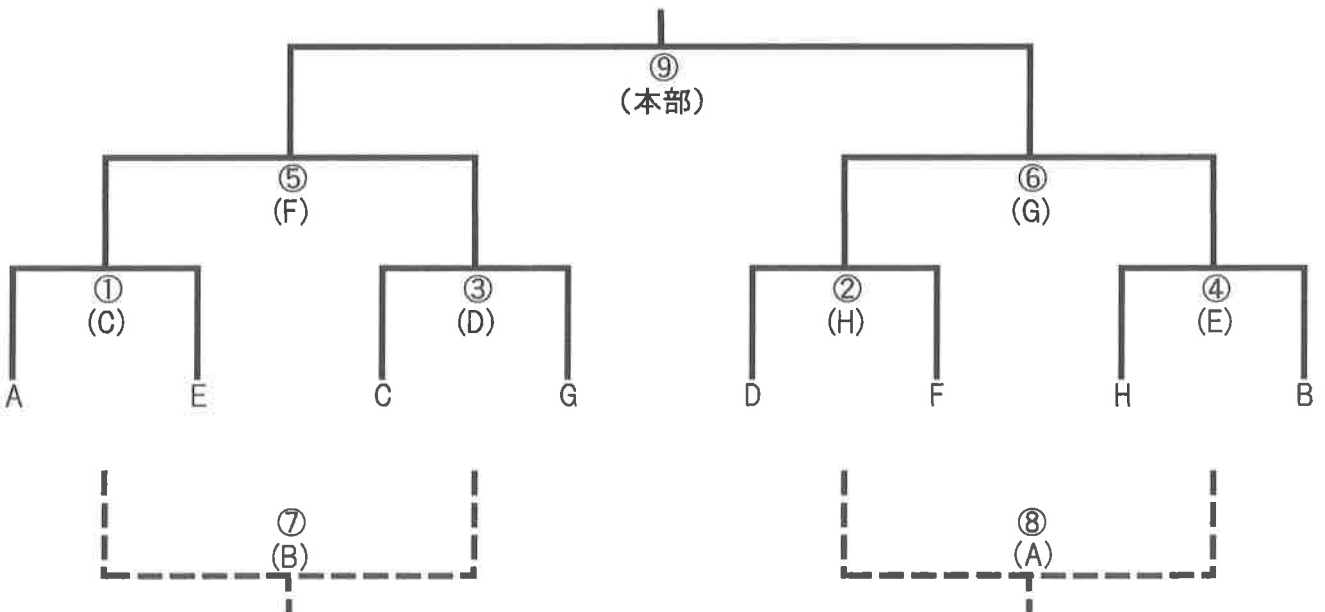 ⑨
(本部)
⑤
(F)
⑥
(G)
①
(C)
③
(D)
②
(H)
④
(E)
A
E
C
G
D
F
H
B
⑦
(B)
⑧
(A)